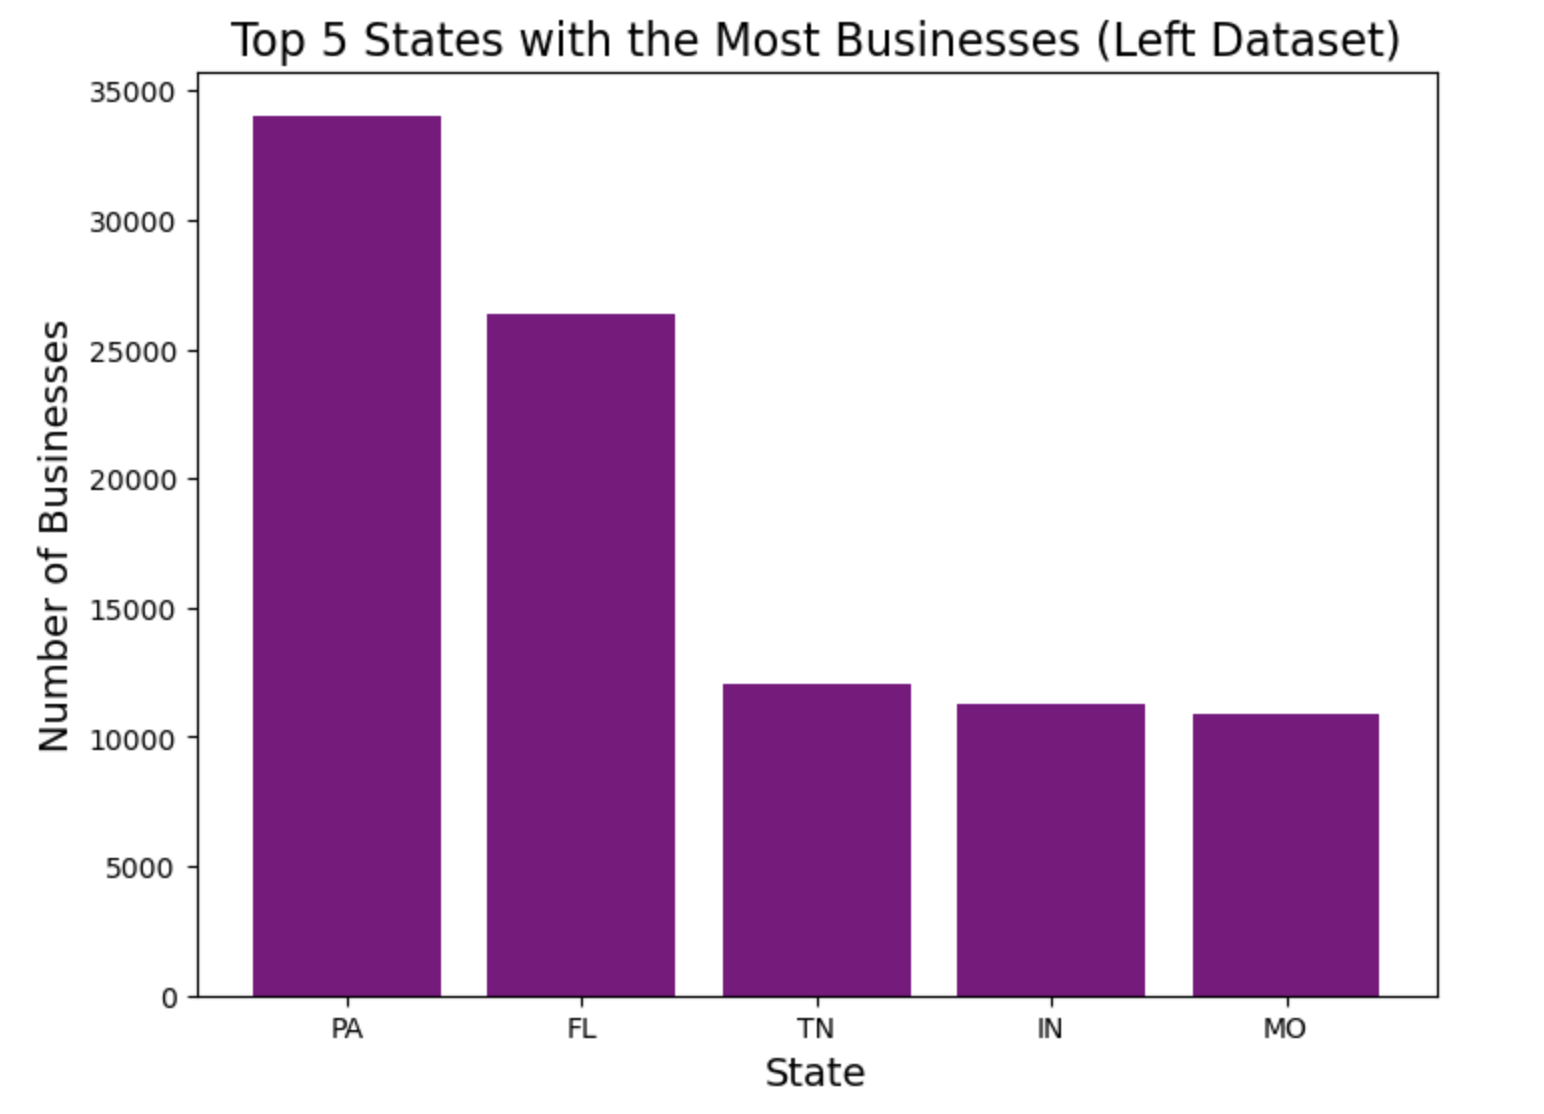 Top 5 States with the Most Businesses (Left Dataset)
Number of Businesses
35000
30000
25000
20000
15000
10000
5000
0
PA FL TN IN MO
State